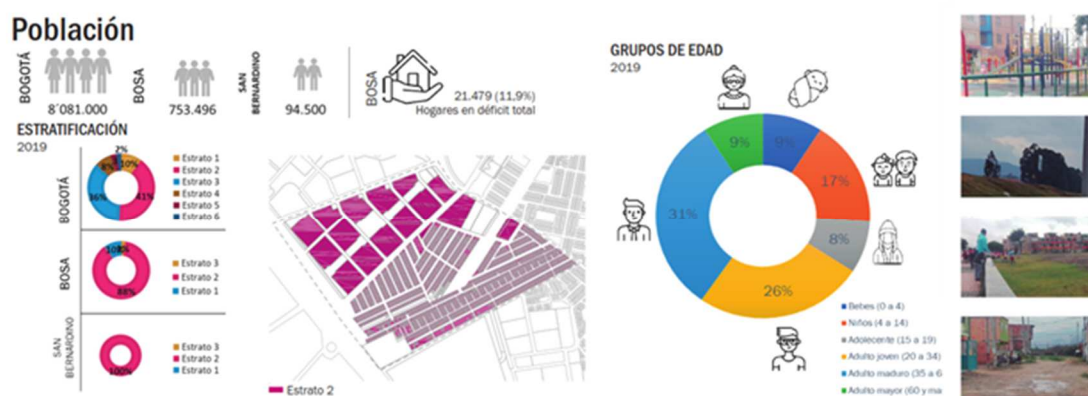 Población
BOGOTÁ
8´081.000
BOSA
753.496
SAN BERNARDINO
94.500
BOSA
21.479 (11,9%)
Hogares en déficit total
ESTRATIFICACIÓN
2019
BOGOTÁ
2%
10%
41%
36%
Estrato 1
Estrato 2
Estrato 3
Estrato 4
Estrato 5
Estrato 6
BOSA
88%
Estrato 3
Estrato 2
Estrato 1
SAN BERNARDINO
100%
Estrato 3
Estrato 2
Estrato 1
Estrato 2
GRUPOS DE EDAD
2019
9%
9%
17%
8%
26%
31%
Bebes (0 a 4)
Niños (4 a 14)
Adolecente (15 a 19)
Adulto joven (20 a 34)
Adulto maduro (35 a 6
Adulto mayor (60 y ma